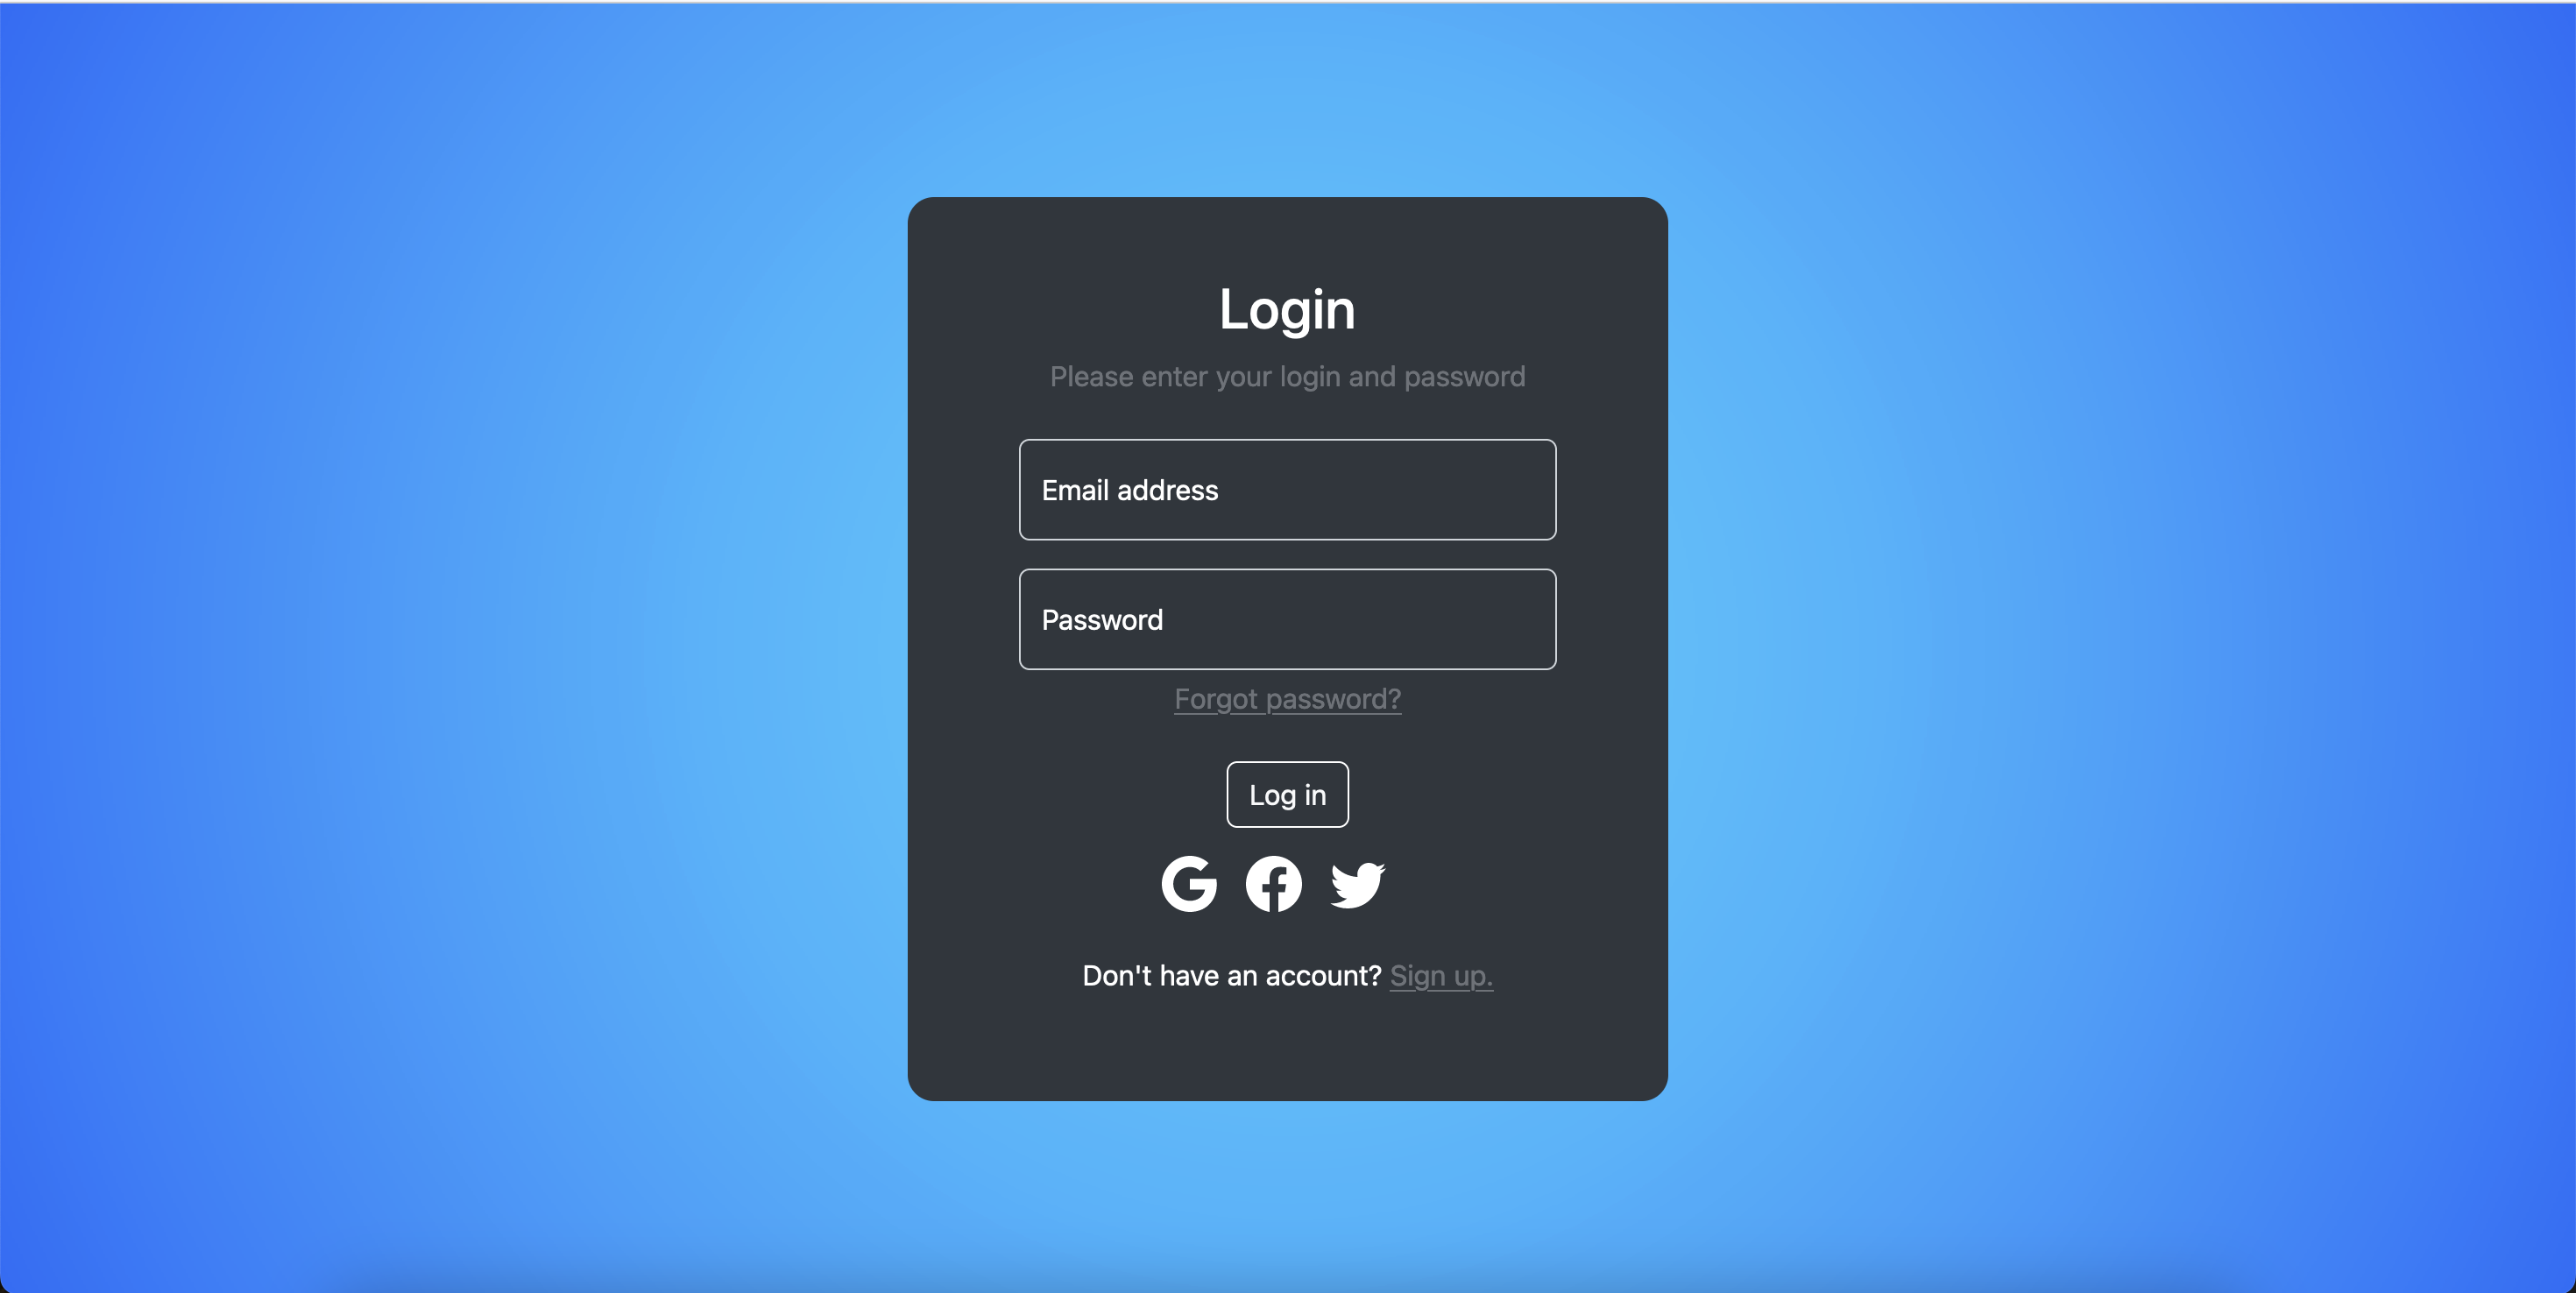 Login
Please enter your login and password
Email address
Password
Forgot password?
Log in
Don't have an account? Sign up.